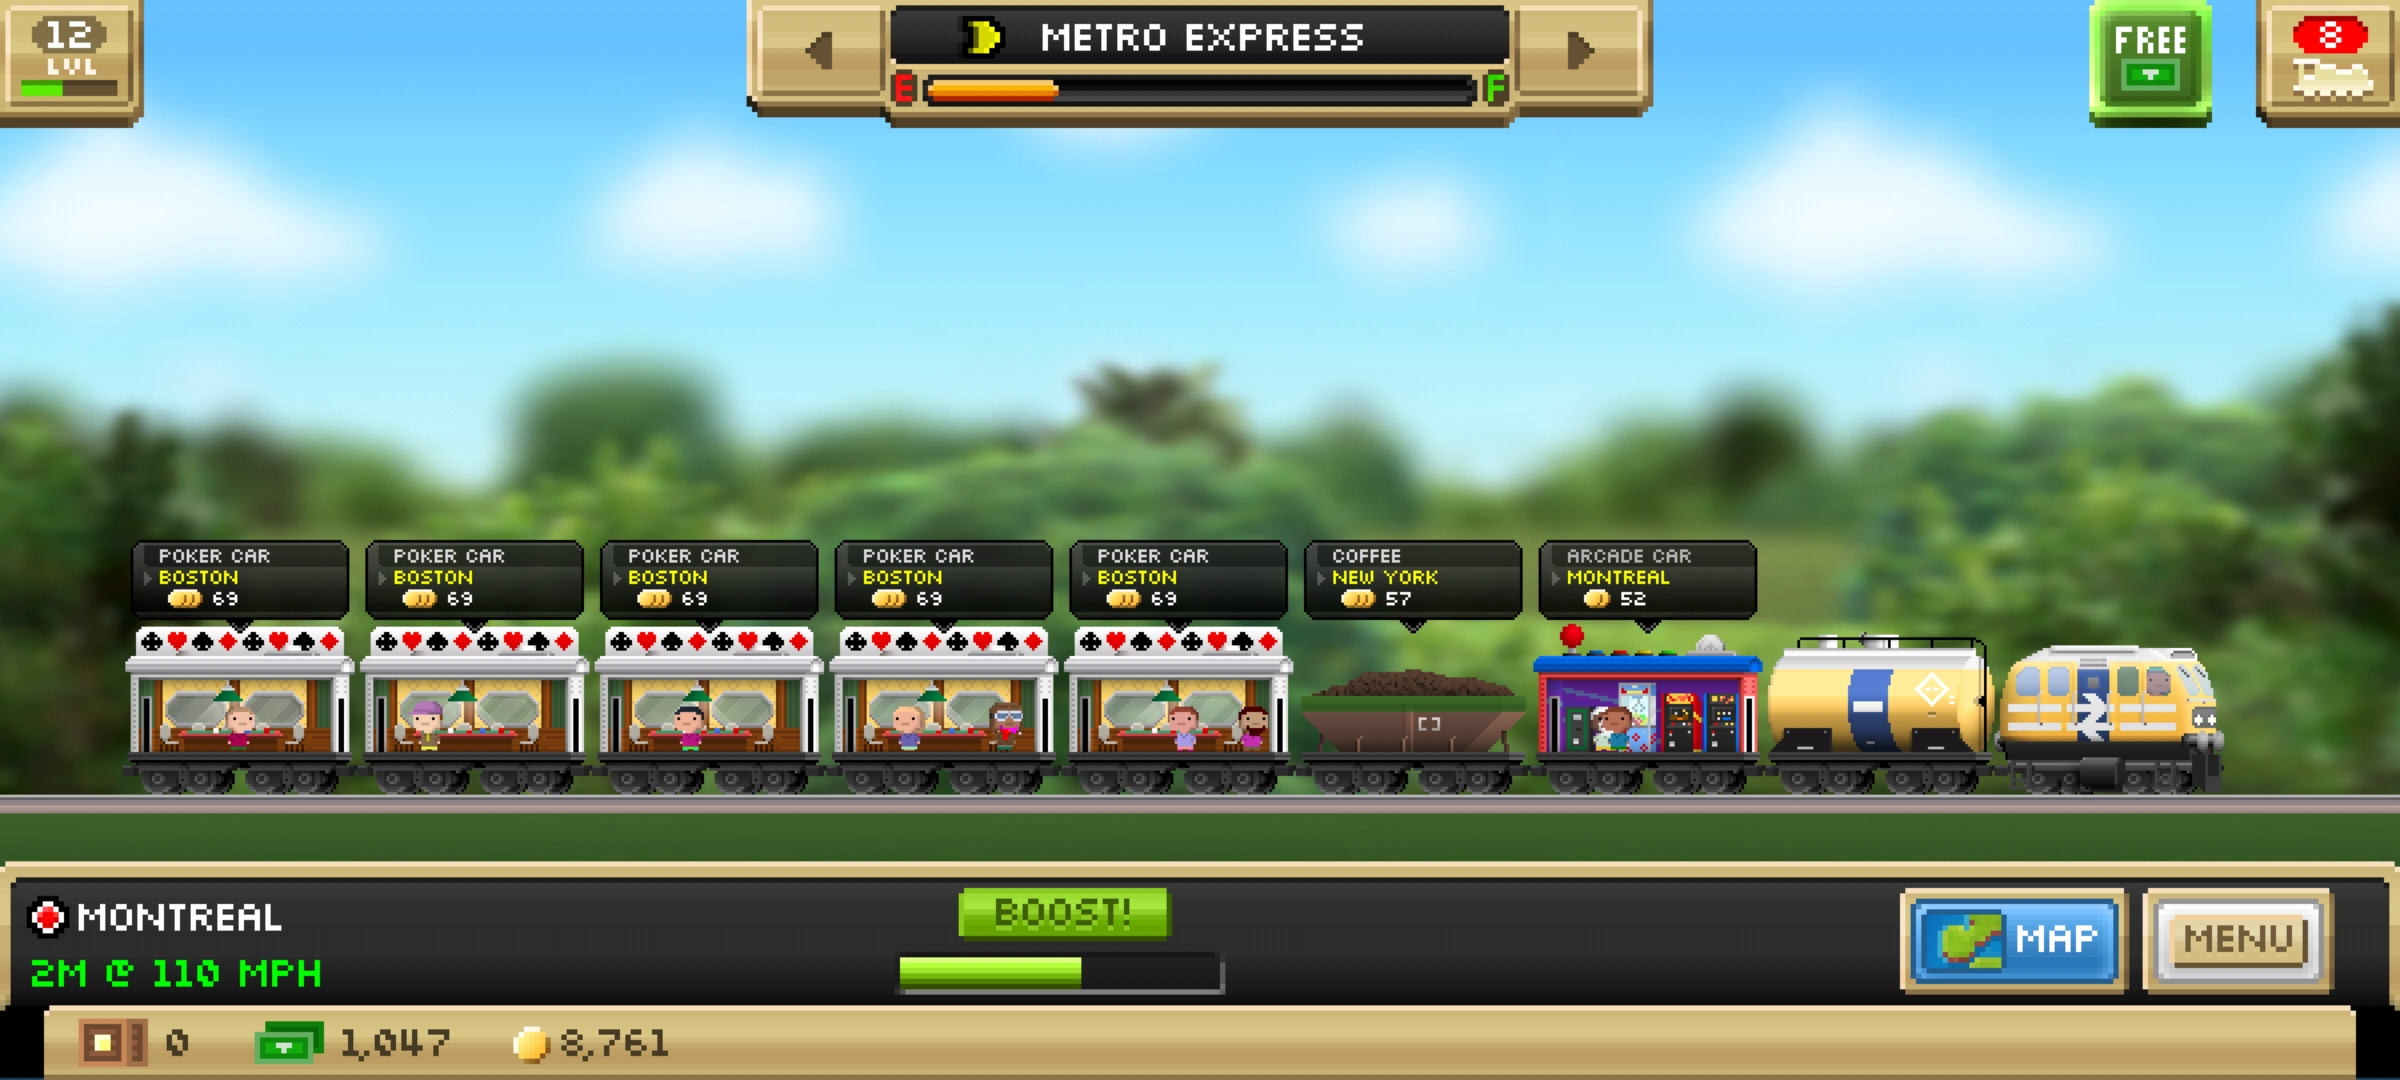 12
LVL
METRO EXPRESS
E
F
FREE
8
POKER CAR
BOSTON
69
POKER CAR
BOSTON
69
POKER CAR
BOSTON
69
POKER CAR
BOSTON
69
POKER CAR
BOSTON
69
COFFEE
NEW YORK
57
ARCADE CAR
MONTREAL
52
MONTREAL
2M @ 110 MPH
BOOST!
MAP
MENU
0
1,047
8,761